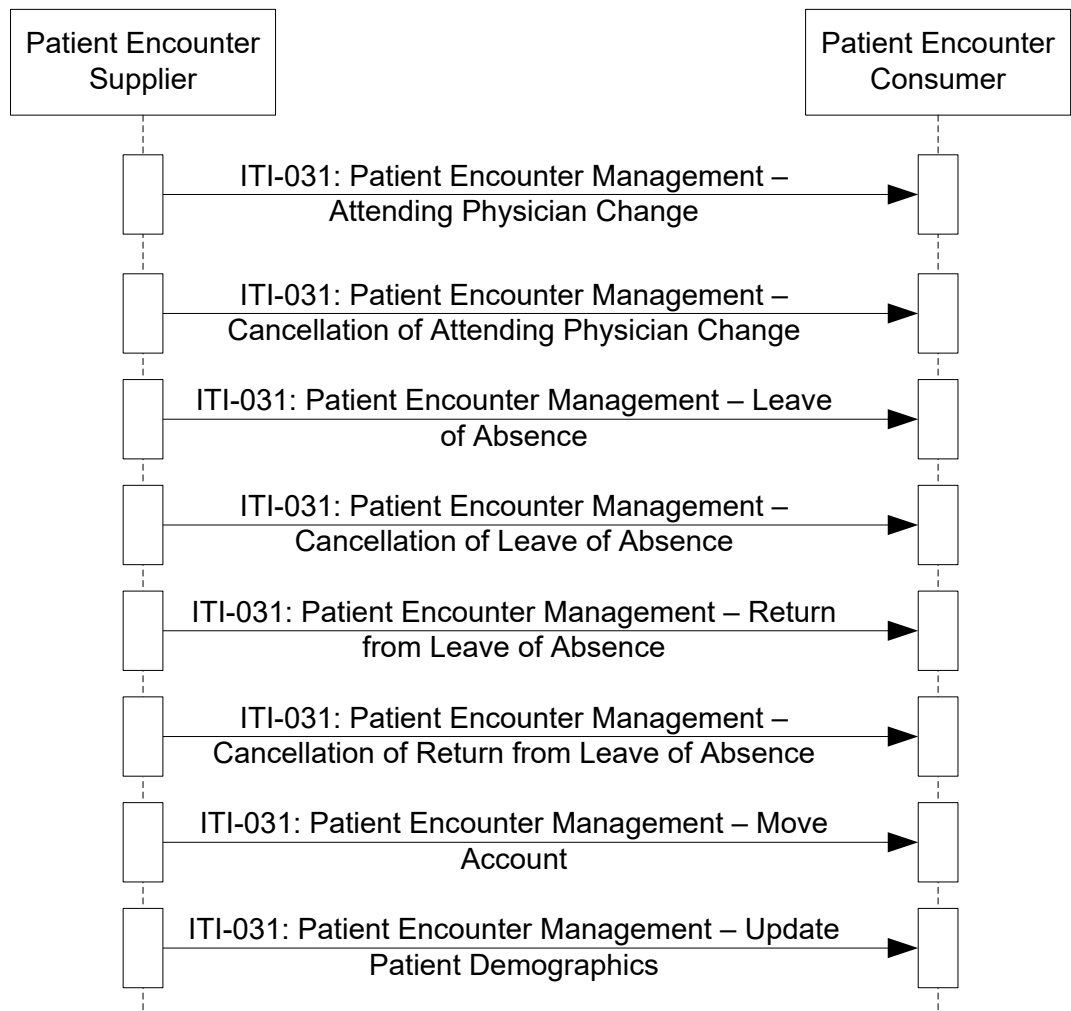 Patient Encounter
Supplier
Patient Encounter
Consumer
ITI-031: Patient Encounter Management –
Attending Physician Change
ITI-031: Patient Encounter Management –
Cancellation of Attending Physician Change
ITI-031: Patient Encounter Management – Leave
of Absence
ITI-031: Patient Encounter Management –
Cancellation of Leave of Absence
ITI-031: Patient Encounter Management – Return
from Leave of Absence
ITI-031: Patient Encounter Management –
Cancellation of Return from Leave of Absence
ITI-031: Patient Encounter Management – Move
Account
ITI-031: Patient Encounter Management – Update
Patient Demographics